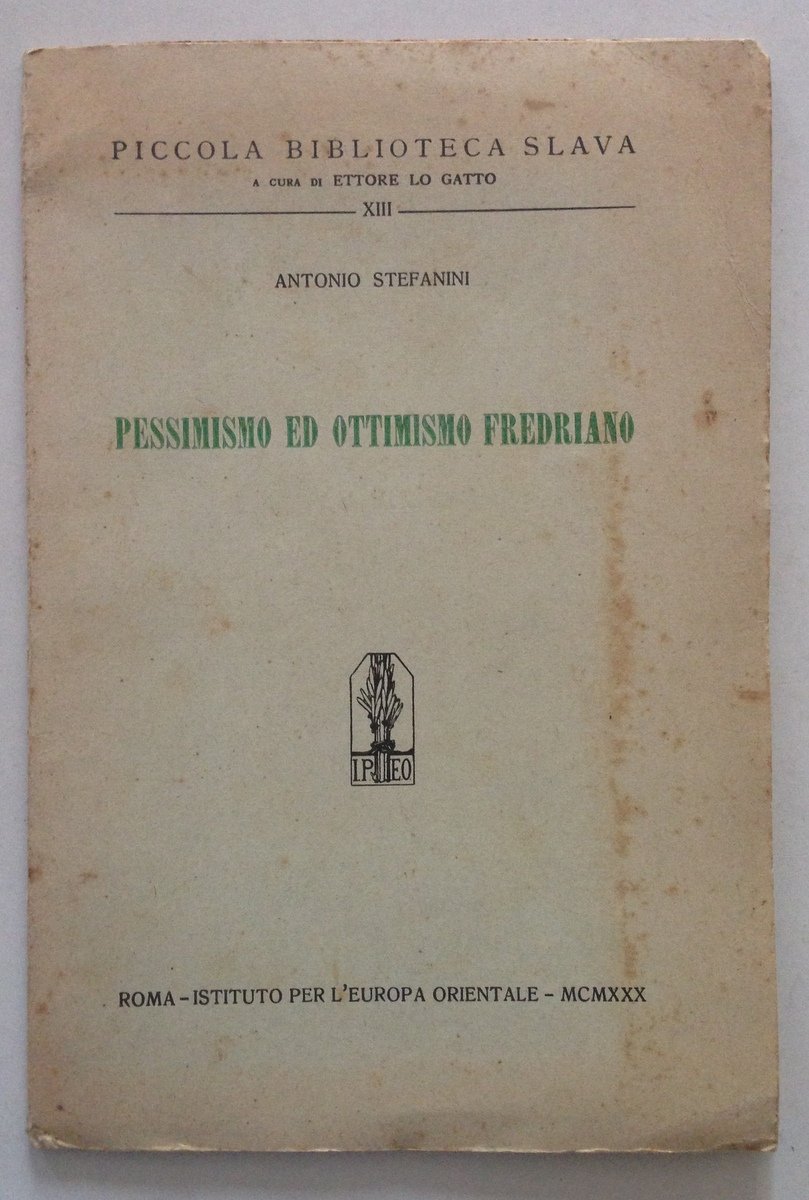 PICCOLA BIBLIOTECA SLAVA
A CURA DI ETTORE LO GATTO
XIII
ANTONIO STEFANINI
PESSIMISMO ED OTTIMISMO FREDRIANO
I.P. EO
ROMA – ISTITUTO PER L'EUROPA ORIENTALE – MCMXXX